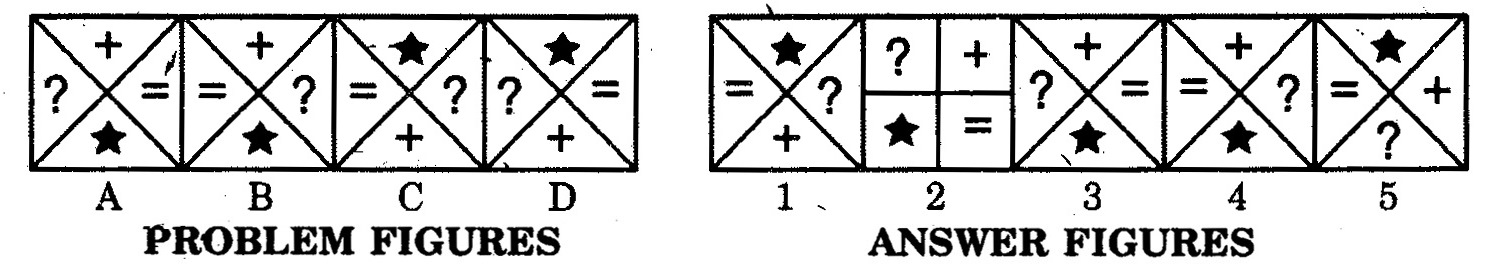 + + ★ ★ ★ ? + + + ★
? = = ? = ? ? = = ? ? = = ? = +
★ ★ + + + ★ = ★ ★ ?
A B C D 1 2 3 4 5
PROBLEM FIGURES ANSWER FIGURES